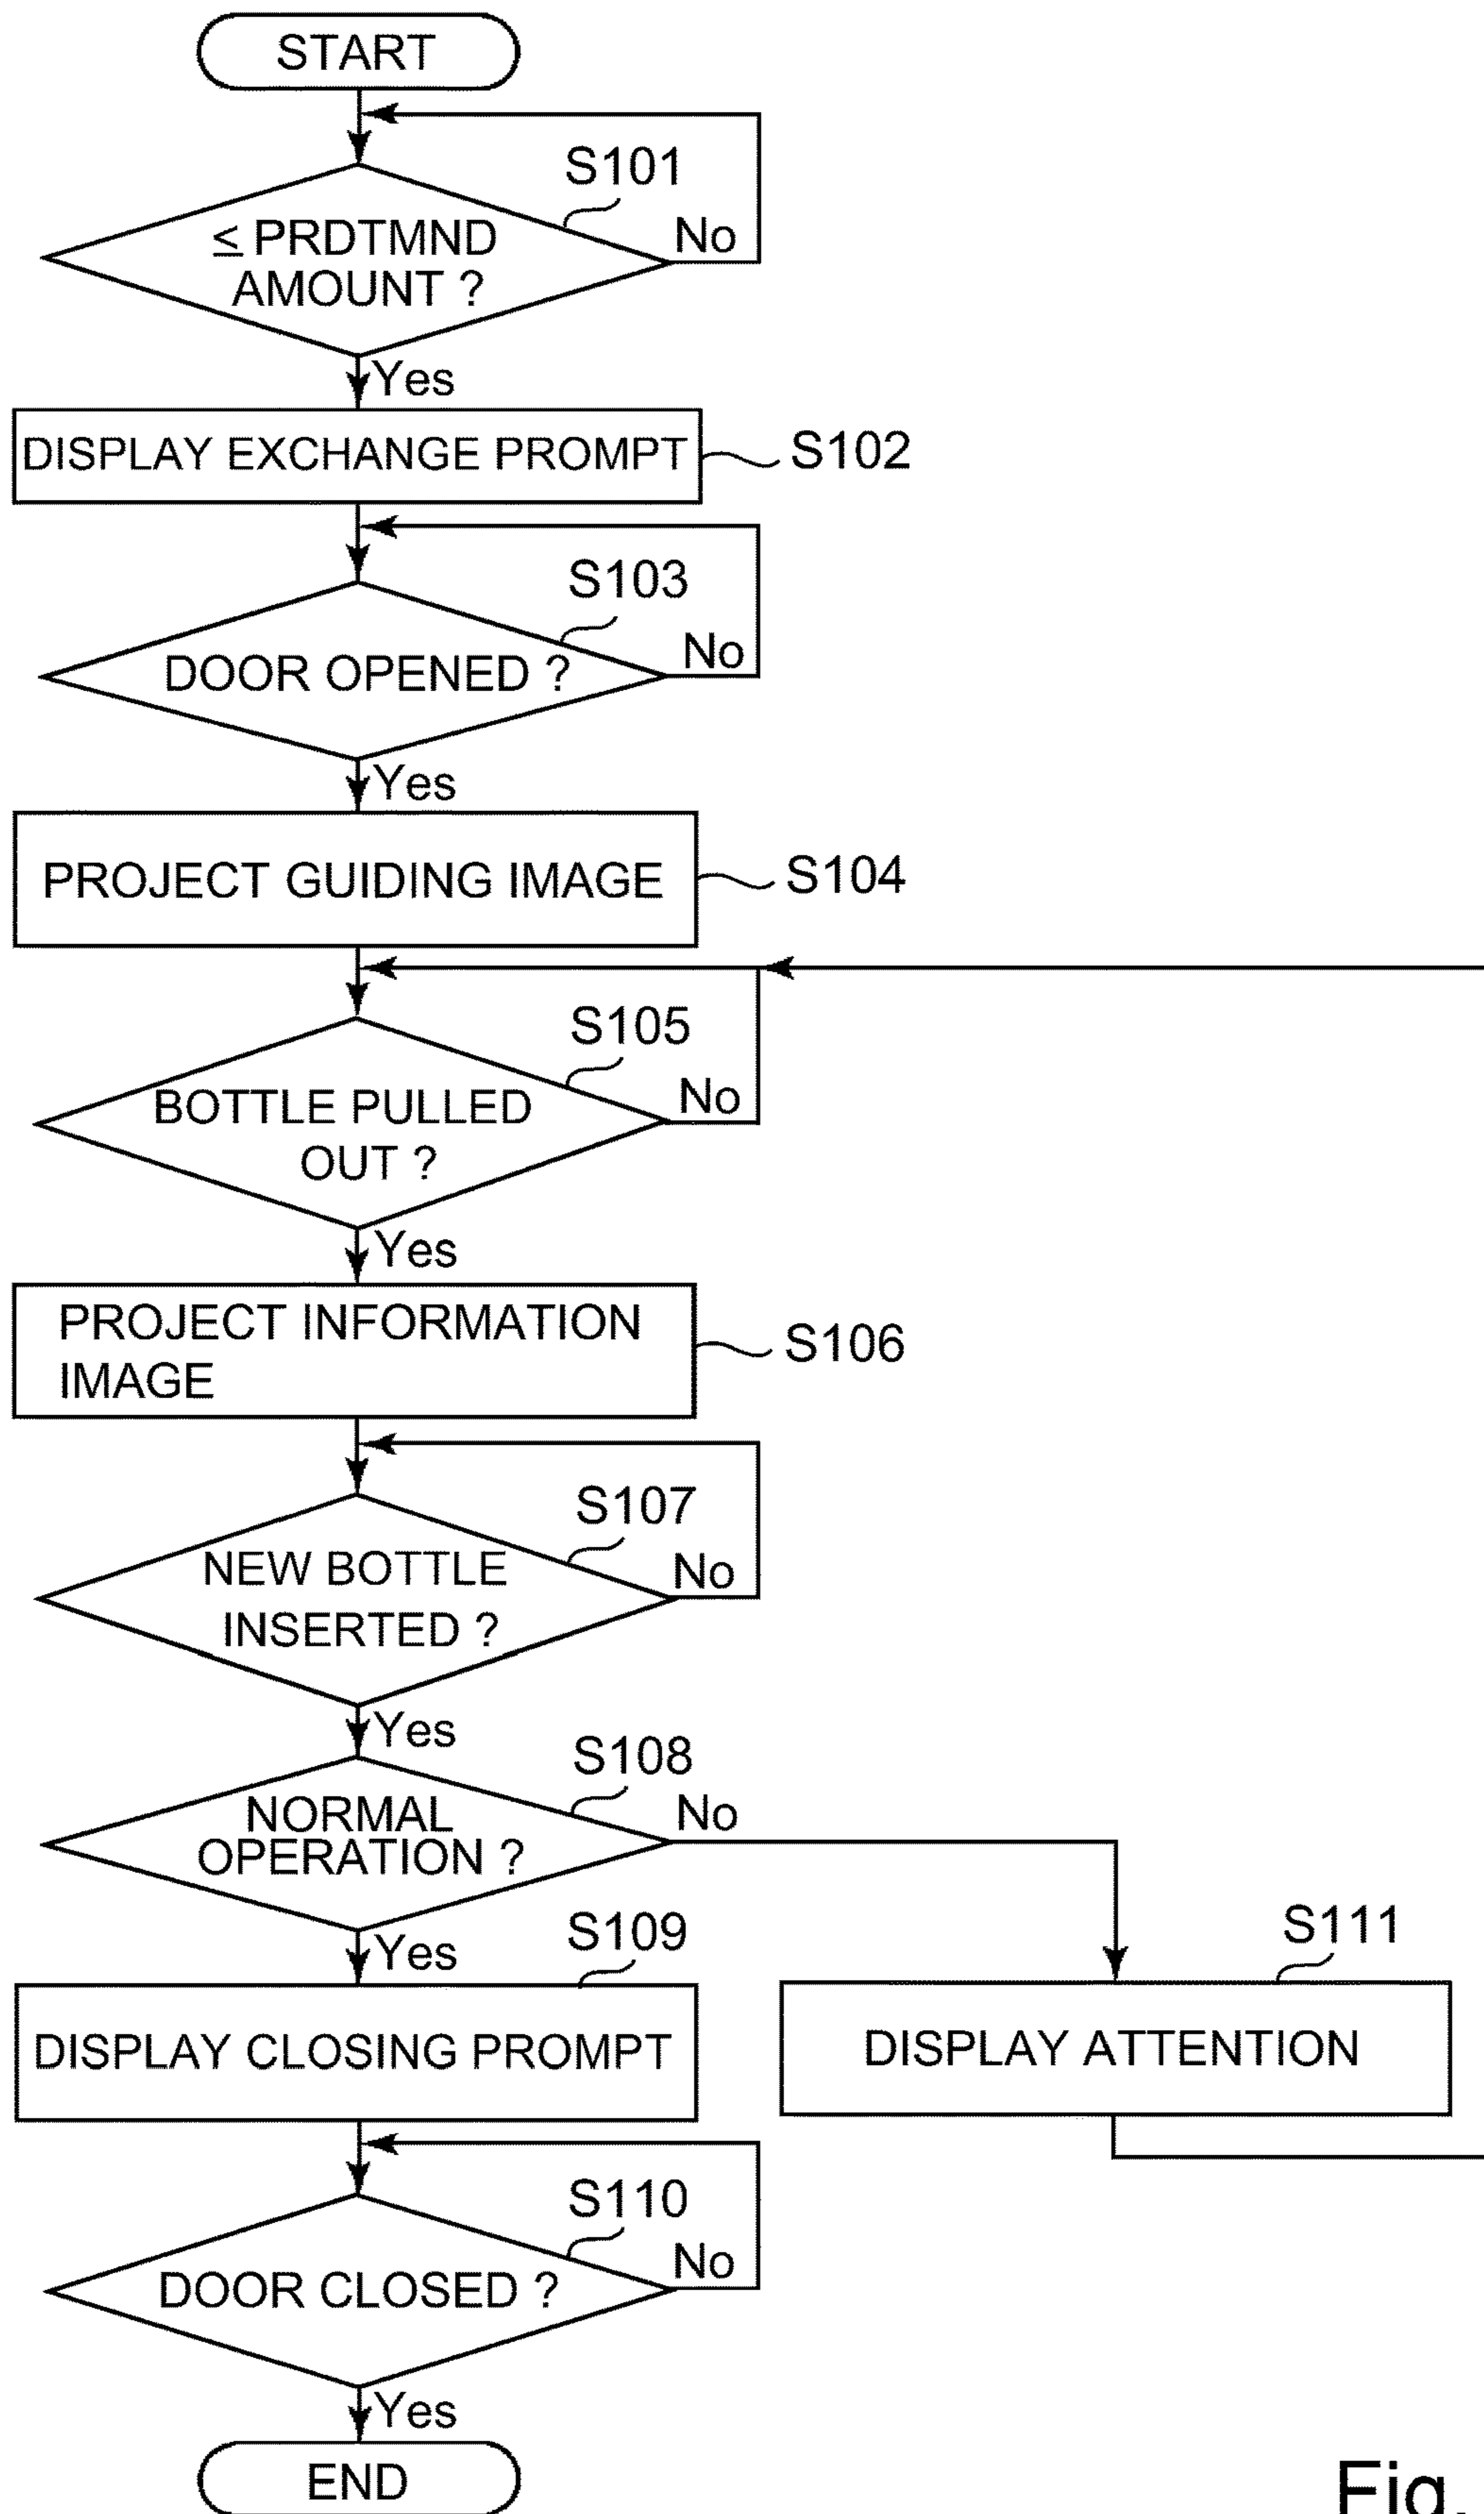 START
S101
≤ PRDTMND
AMOUNT ?
No
Yes
DISPLAY EXCHANGE PROMPT
S102
S103
DOOR OPENED ?
No
Yes
PROJECT GUIDING IMAGE
S104
S105
BOTTLE PULLED
OUT ?
No
Yes
PROJECT INFORMATION
IMAGE
S106
S107
NEW BOTTLE
INSERTED ?
No
Yes
S108
NORMAL
OPERATION ?
No
Yes
S109
DISPLAY CLOSING PROMPT
S111
DISPLAY ATTENTION
S110
DOOR CLOSED ?
No
Yes
END
Fig.